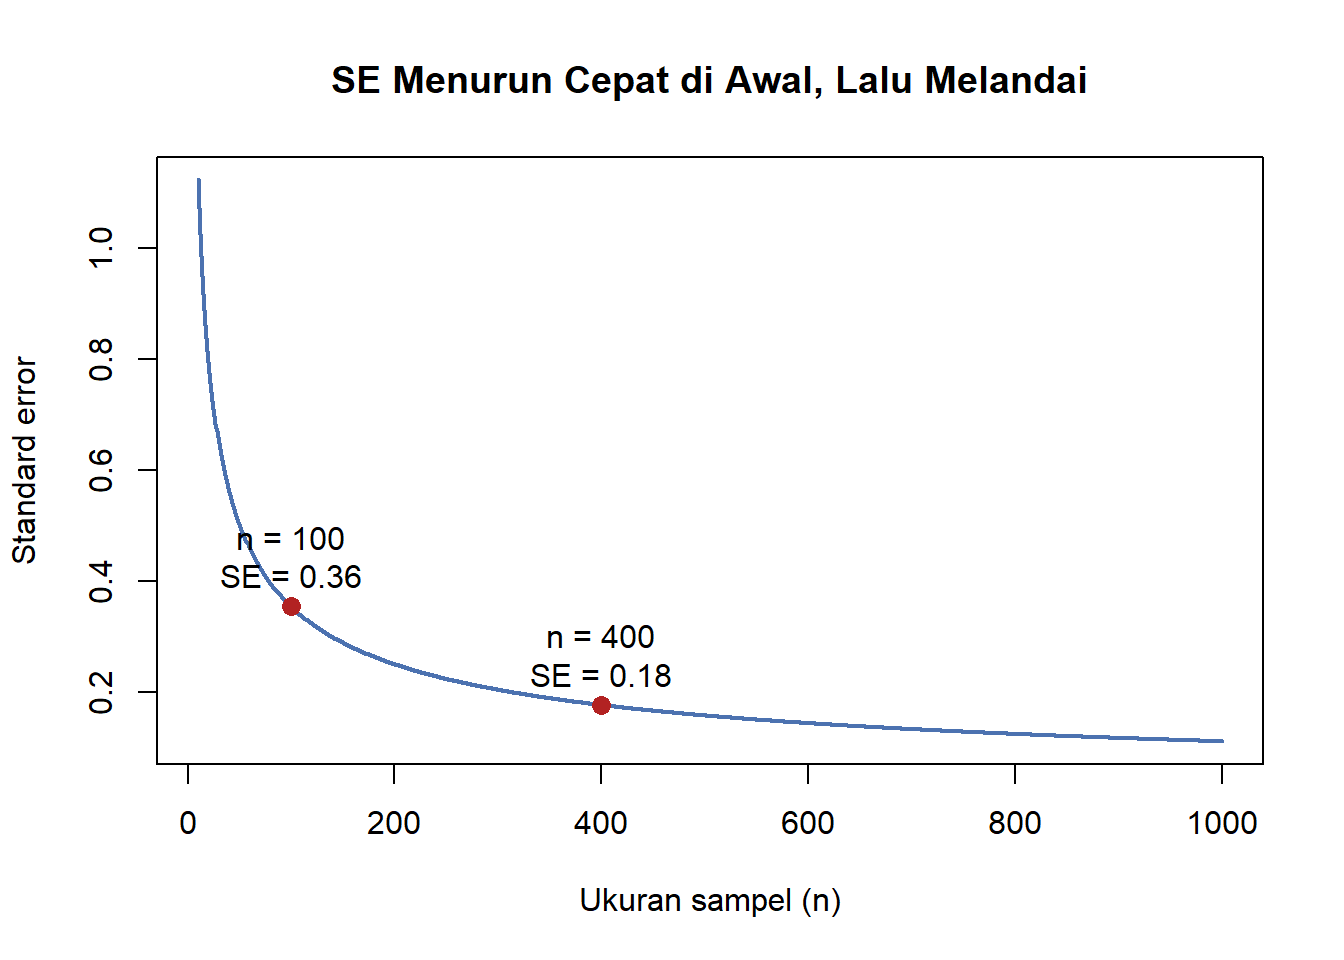 SE Menurun Cepat di Awal, Lalu Melandai
Standard error
1.0
0.8
0.6
0.4
0.2
n = 100
SE = 0.36
n = 400
SE = 0.18
0 200 400 600 800 1000
Ukuran sampel (n)